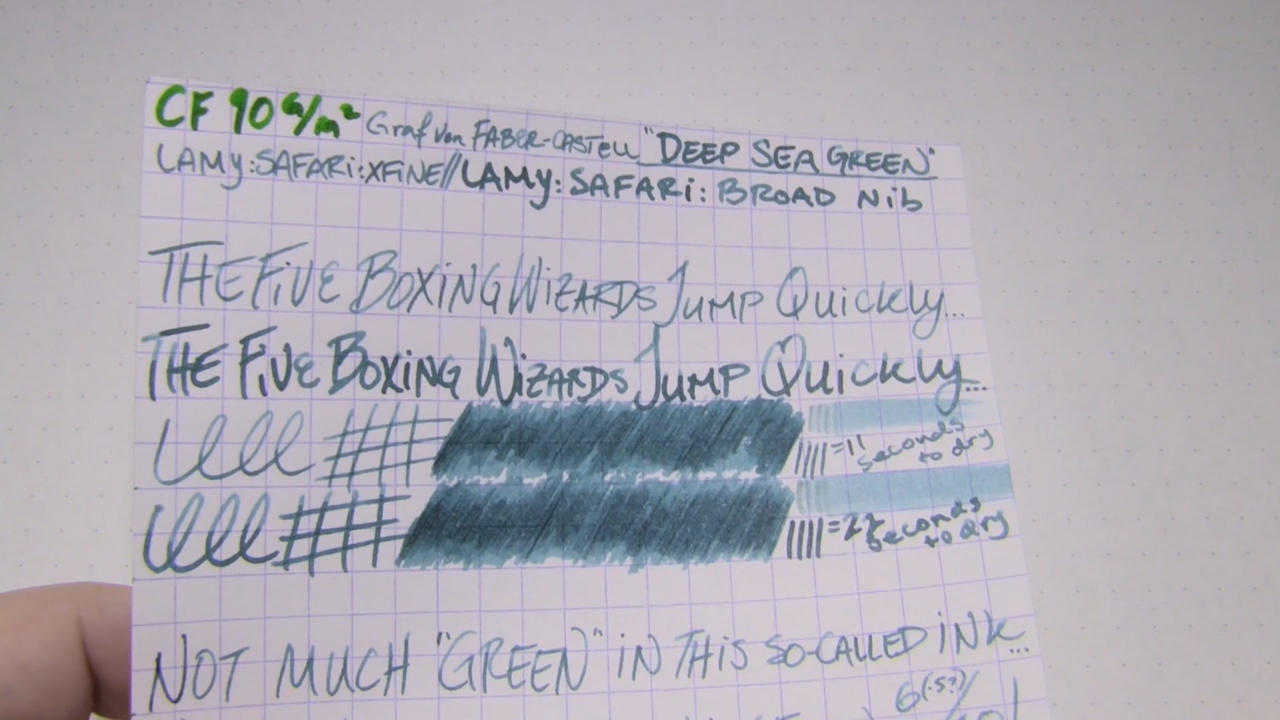 CF 90 G/m² Graf von FABER-CASTELL "DEEP SEA GREEN"
LAMY:SAFARi:XFiNE//LAMY:SAFARi: BROAD Nib
THE FiVE BOXiNG WiZARDS JUMP QuickLy...
THE FiVE BOXiNG WiZARDS JUMP QuickLy...
=11 seconds
to dry
=22 seconds
to dry
NOT MUCH "GREEN" iN THiS SO-CALLED iNK...
6(.5?)/